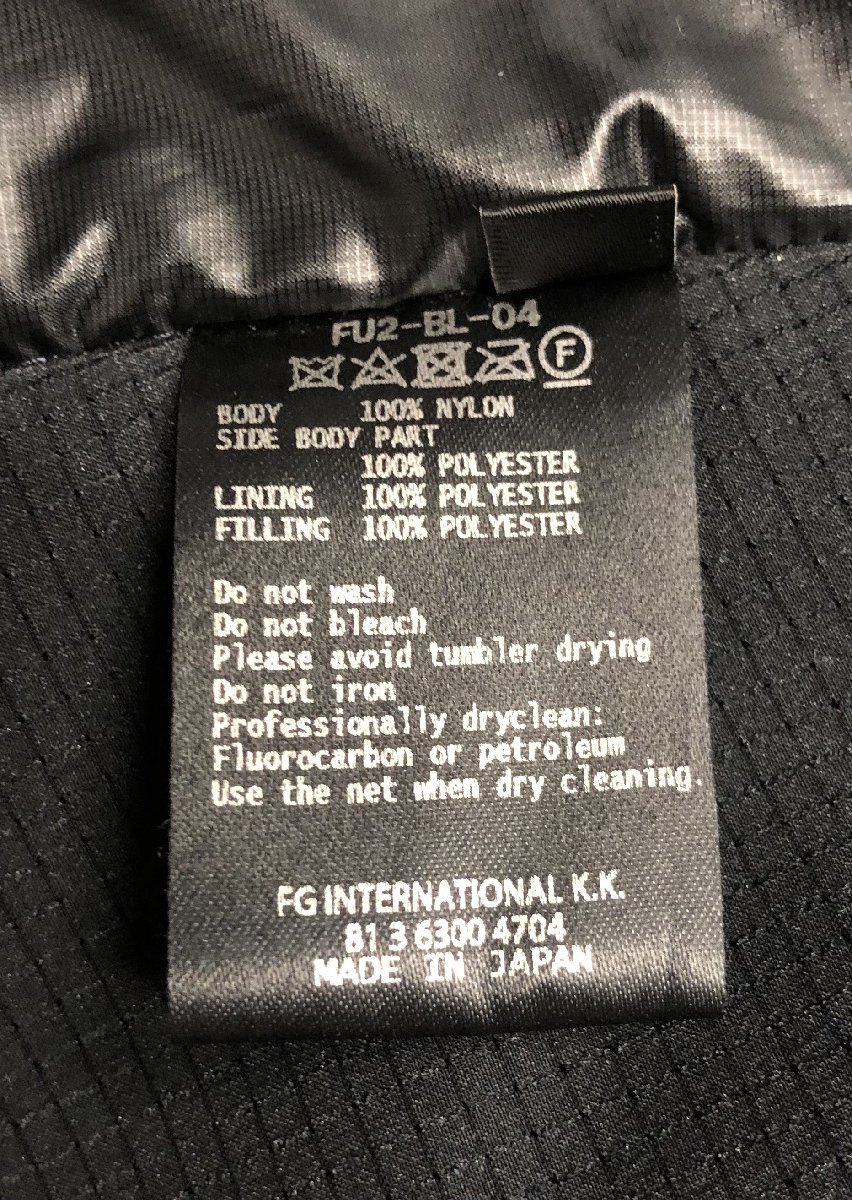 FU2-BL-04
F
BODY 100% NYLON
SIDE BODY PART
100% POLYESTER
LINING 100% POLYESTER
FILLING 100% POLYESTER
Do not wash
Do not bleach
Please avoid tumbler drying
Do not iron
Professionally dryclean:
Fluorocarbon or petroleum
Use the net when dry cleaning.
FG INTERNATIONAL K.K.
81 3 6300 4704
MADE IN JAPAN